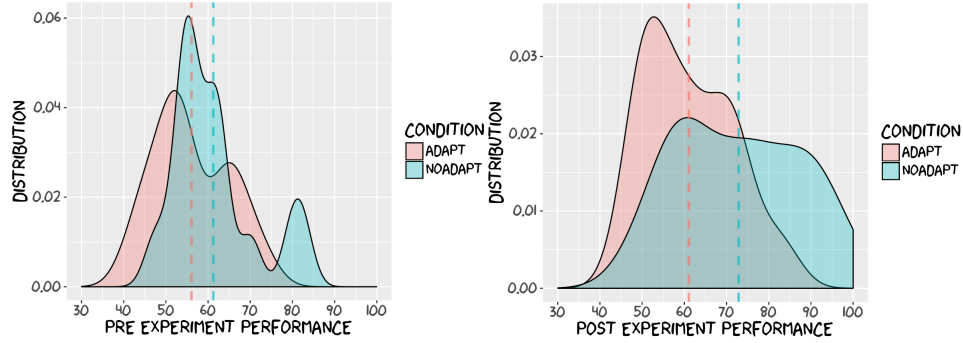 0.06
0.04
0.02
0.00
DISTRIBUTION
30 40 50 60 70 80 90 100
PRE EXPERIMENT PERFORMANCE
CONDITION
ADAPT
NOADAPT
0.03
0.02
0.01
0.00
DISTRIBUTION
30 40 50 60 70 80 90 100
POST EXPERIMENT PERFORMANCE
CONDITION
ADAPT
NOADAPT